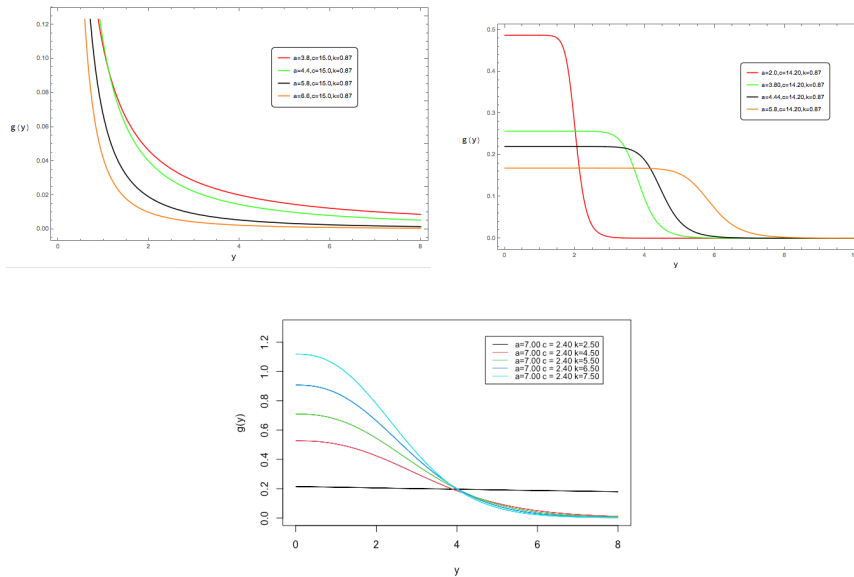 0.12
0.10
0.08
0.06
0.04
0.02
0.00
g (y)
a=3.8,c=15.0,k=0.87
a=4.4,c=15.0,k=0.87
a=5.8,c=15.0,k=0.87
a=6.6,c=15.0,k=0.87
0 2 4 6 8
y
0.5
0.4
0.3
0.2
0.1
0.0
g (y)
a=2.0,c=14.20,k=0.87
a=3.80,c=14.20,k=0.87
a=4.44,c=14.20,k=0.87
a=5.8,c=14.20,k=0.87
0 2 4 6 8 10
y
1.2
1.0
0.8
0.6
0.4
0.2
0.0
g(y)
a=7.00 c = 2.40 k=2.50
a=7.00 c = 2.40 k=4.50
a=7.00 c = 2.40 k=5.50
a=7.00 c = 2.40 k=6.50
a=7.00 c = 2.40 k=7.50
0 2 4 6 8
y